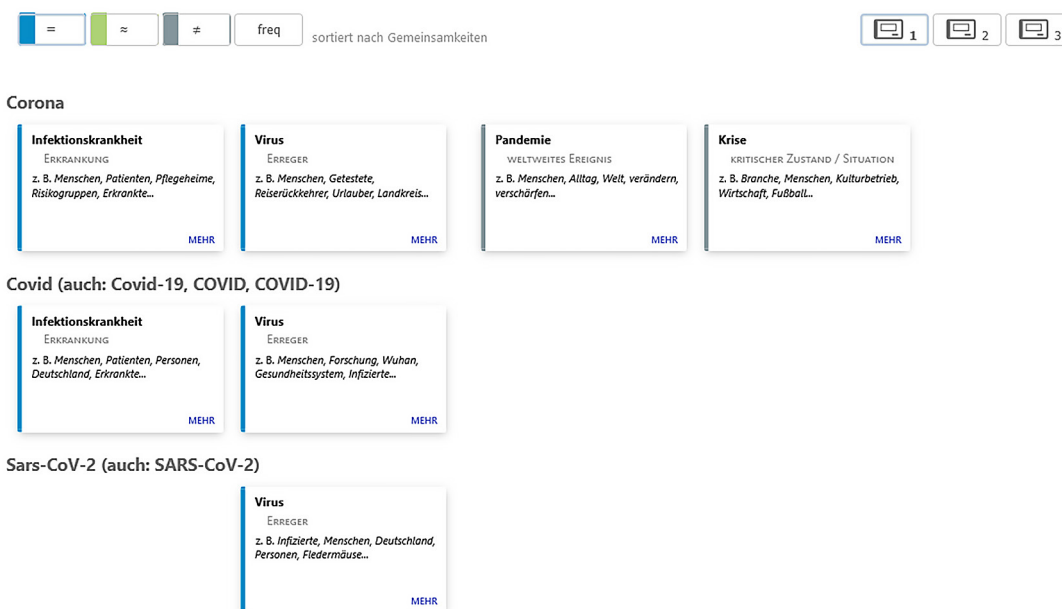 = ≈ ≠ freq sortiert nach Gemeinsamkeiten 1 2 3
Corona
Infektionskrankheit
Erkrankung
z. B. Menschen, Patienten, Pflegeheime,
Risikogruppen, Erkrankte...
MEHR
Virus
Erreger
z. B. Menschen, Getestete,
Reiserückkehrer, Urlauber, Landkreis...
MEHR
Pandemie
weltweites Ereignis
z. B. Menschen, Alltag, Welt, verändern,
verschärfen...
MEHR
Krise
kritischer Zustand / Situation
z. B. Branche, Menschen, Kulturbetrieb,
Wirtschaft, Fußball...
MEHR
Covid (auch: Covid-19, COVID, COVID-19)
Infektionskrankheit
Erkrankung
z. B. Menschen, Patienten, Personen,
Deutschland, Erkrankte...
MEHR
Virus
Erreger
z. B. Menschen, Forschung, Wuhan,
Gesundheitssystem, Infizierte...
MEHR
Sars-CoV-2 (auch: SARS-CoV-2)
Virus
Erreger
z. B. Infizierte, Menschen, Deutschland,
Personen, Fledermäuse...
MEHR